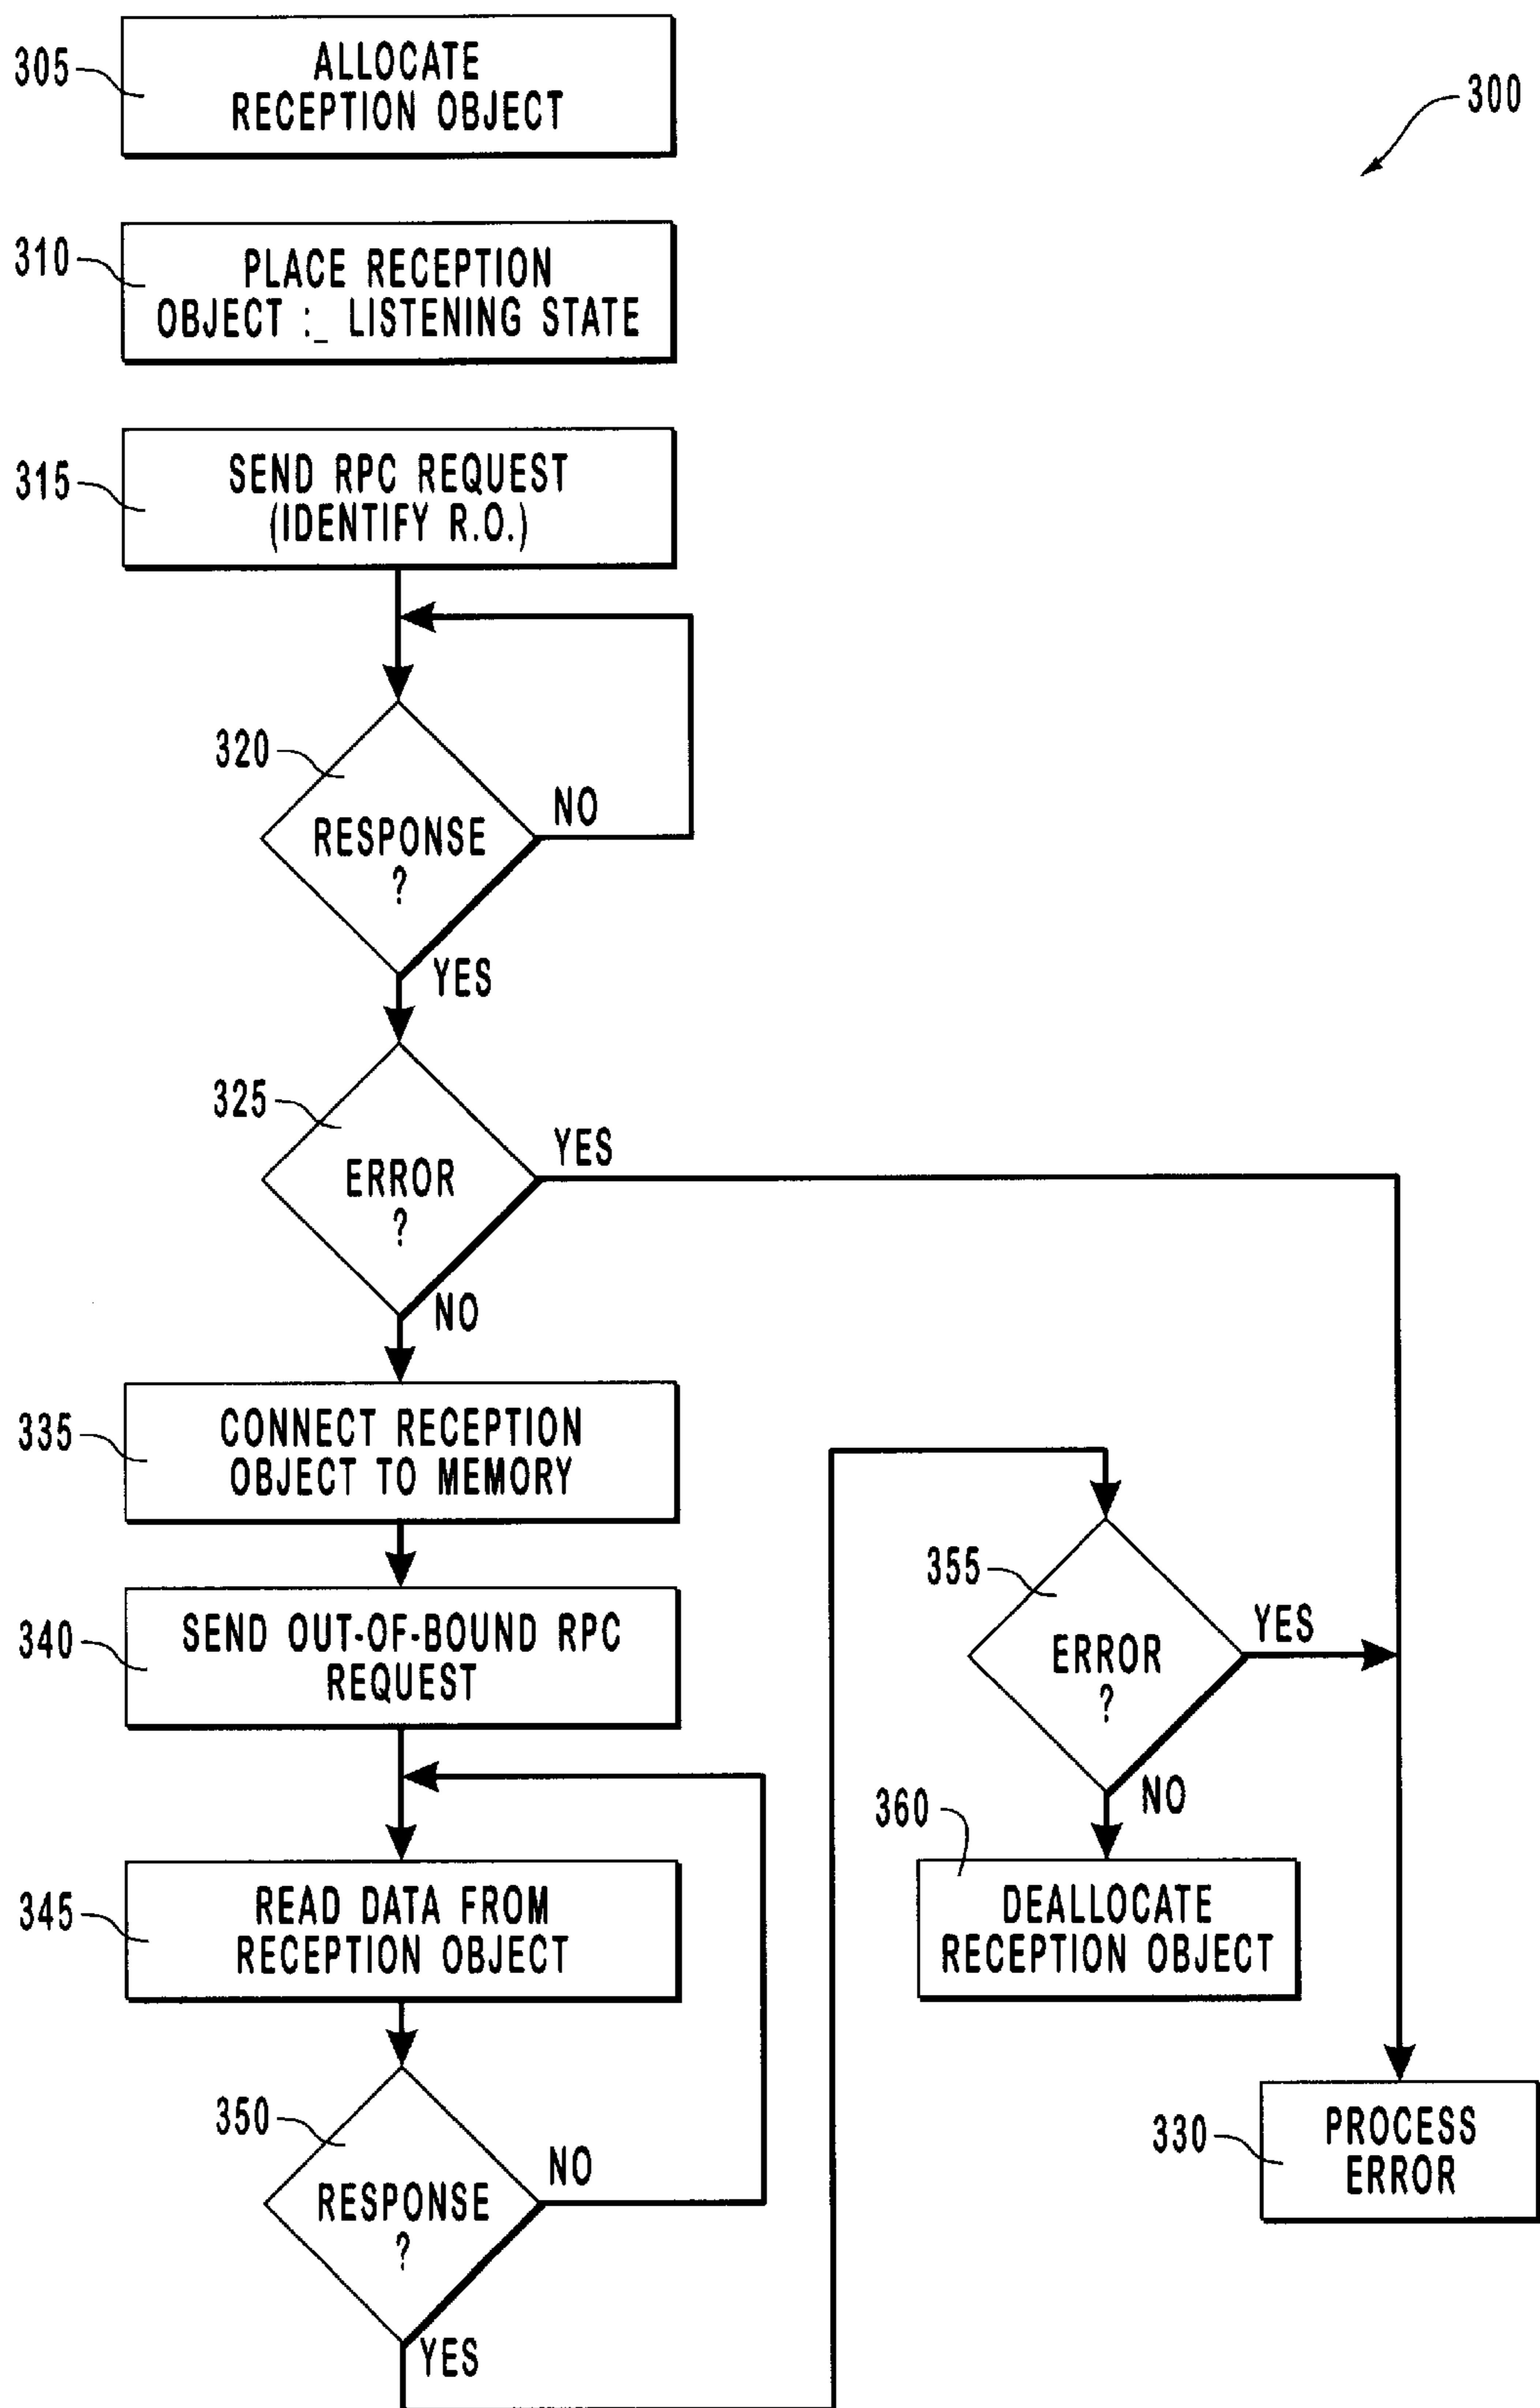 305
ALLOCATE
RECEPTION OBJECT
300
310
PLACE RECEPTION
OBJECT :_ LISTENING STATE
315
SEND RPC REQUEST
(IDENTIFY R.O.)
320
RESPONSE
?
NO
YES
325
ERROR
?
YES
NO
335
CONNECT RECEPTION
OBJECT TO MEMORY
340
SEND OUT-OF-BOUND RPC
REQUEST
345
READ DATA FROM
RECEPTION OBJECT
350
RESPONSE
?
NO
YES
355
ERROR
?
YES
NO
360
DEALLOCATE
RECEPTION OBJECT
330
PROCESS
ERROR